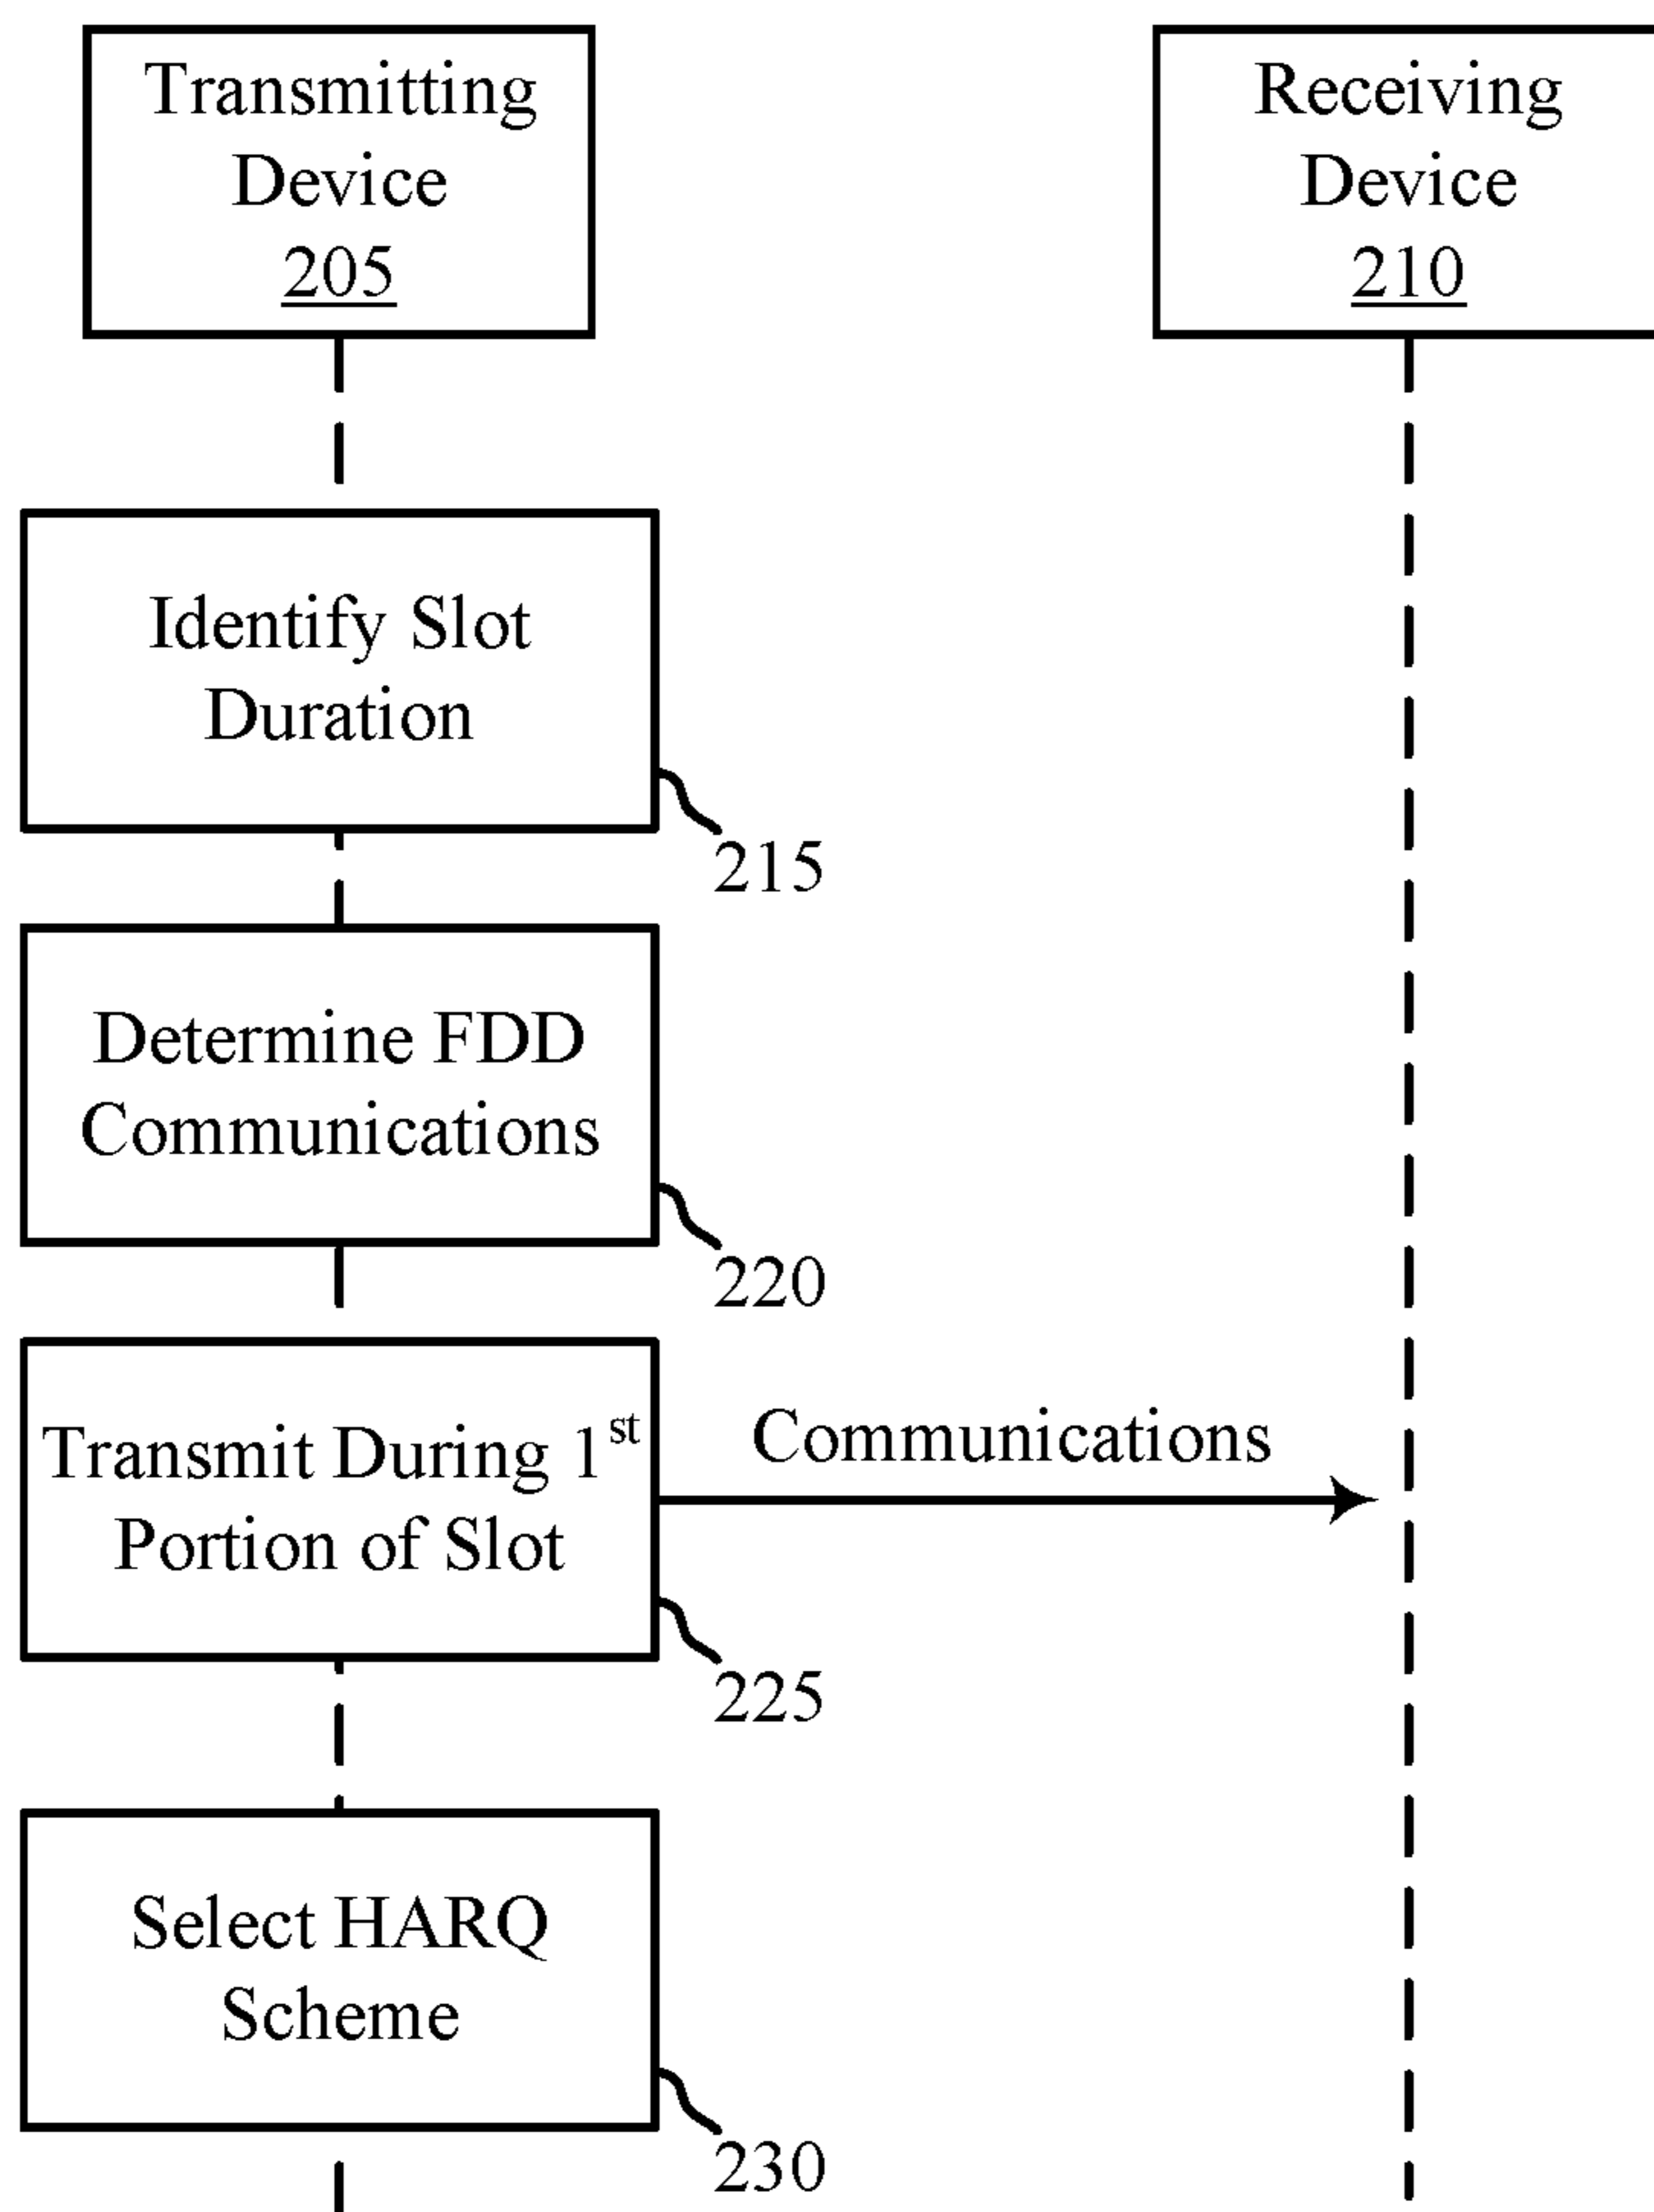 Transmitting
Device
205
Receiving
Device
210
Identify Slot
Duration
215
Determine FDD
Communications
220
Transmit During 1st
Portion of Slot
Communications
225
Select HARQ
Scheme
230